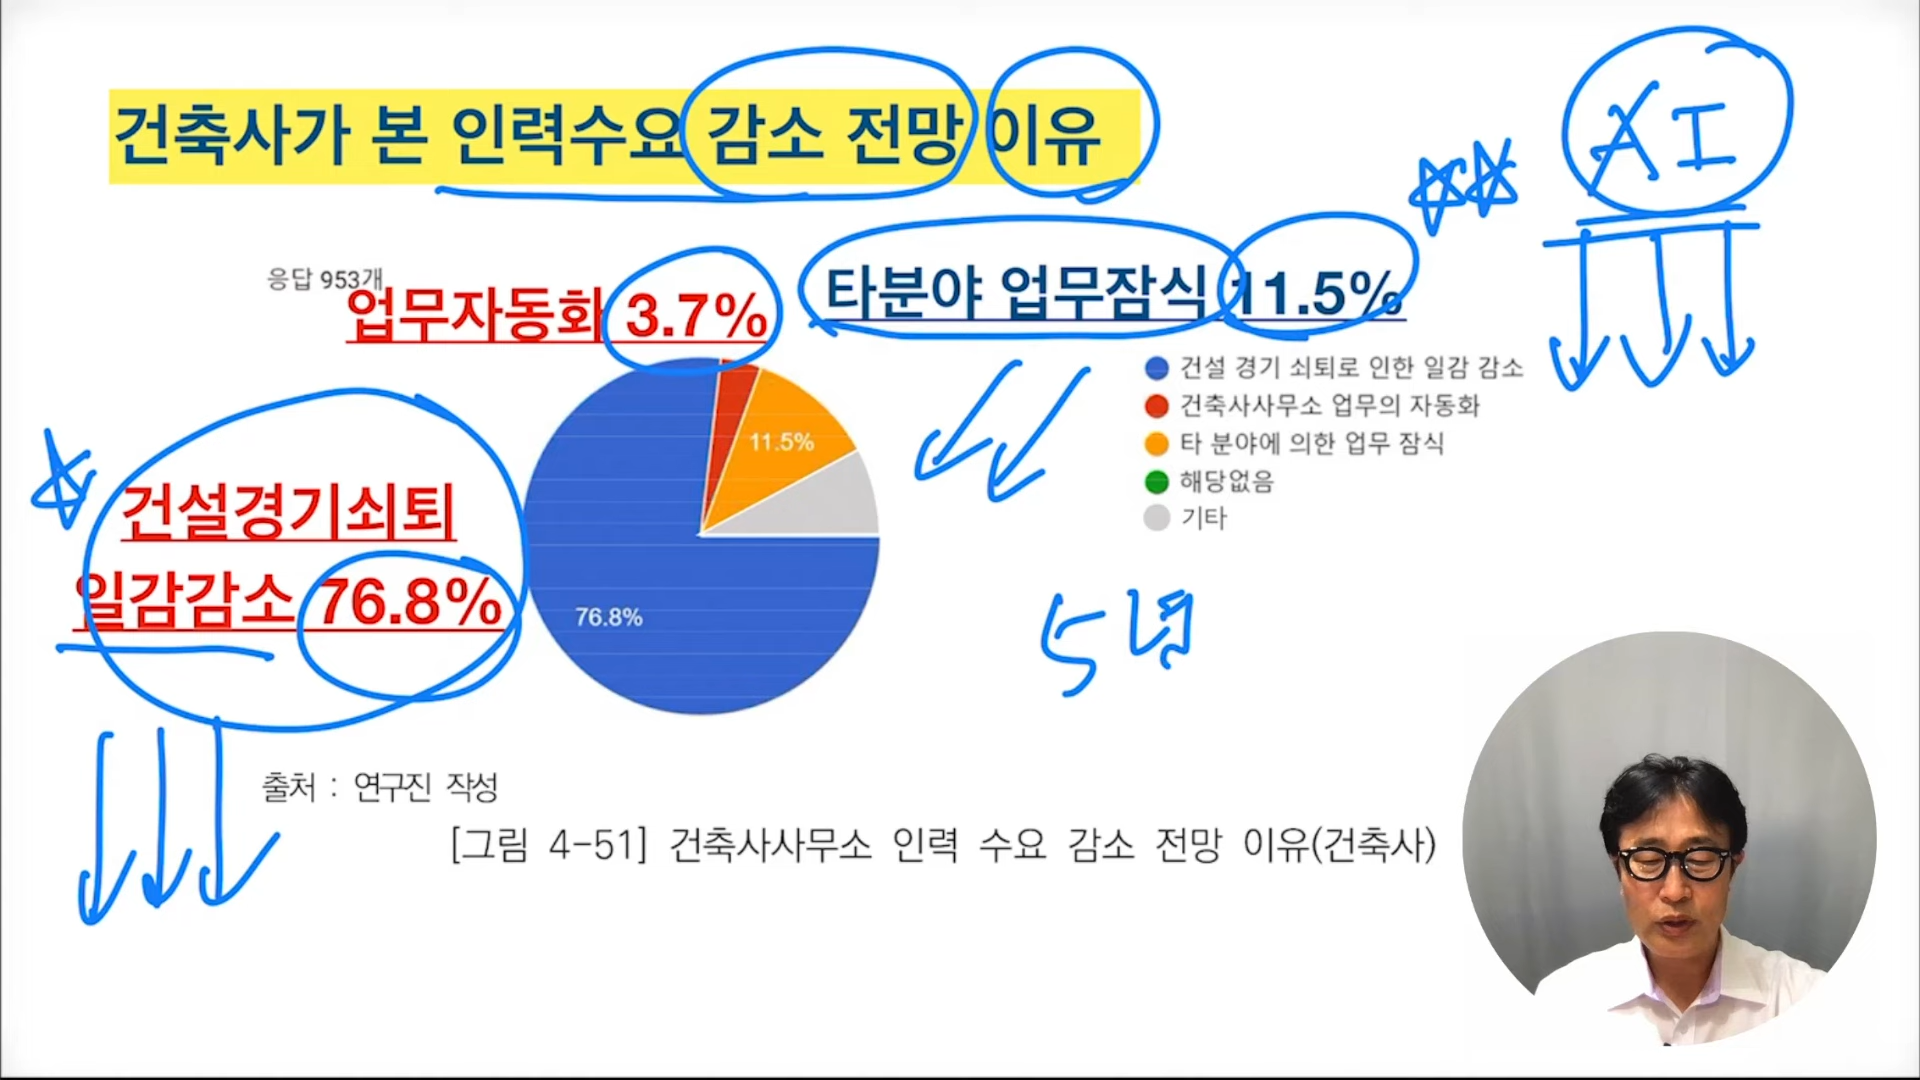 건축사가 본 인력수요 감소 전망 이유
AI
응답 953개
업무자동화 3.7%
타분야 업무잠식 11.5%
건설 경기 쇠퇴로 인한 일감 감소
건축사사무소 업무의 자동화
타 분야에 의한 업무 잠식
해당없음
기타
11.5%
건설경기쇠퇴
일감감소 76.8%
76.8%
5년
출처 : 연구진 작성
[그림 4-51] 건축사사무소 인력 수요 감소 전망 이유(건축사)